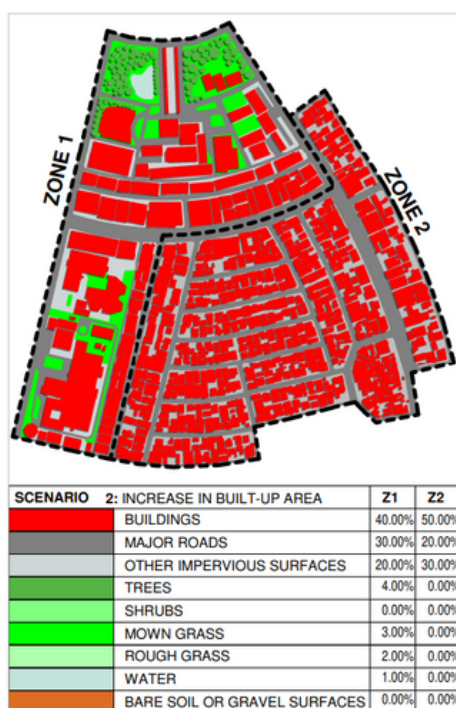 ZONE 1
ZONE 2
SCENARIO 2: INCREASE IN BUILT-UP AREA Z1 Z2
BUILDINGS 40.00% 50.00%
MAJOR ROADS 30.00% 20.00%
OTHER IMPERVIOUS SURFACES 20.00% 30.00%
TREES 4.00% 0.00%
SHRUBS 0.00% 0.00%
MOWN GRASS 3.00% 0.00%
ROUGH GRASS 2.00% 0.00%
WATER 1.00% 0.00%
BARE SOIL OR GRAVEL SURFACES 0.00% 0.00%